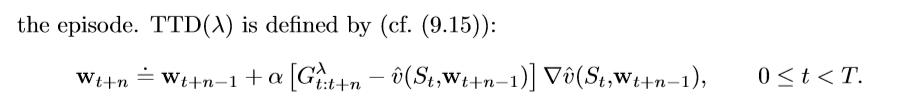 the episode. TTD(λ) is defined by (cf. (9.15)):
w_{t+n} ≐ w_{t+n−1} + α [G^λ_{t:t+n} − v̂(S_t,w_{t+n−1})] ∇v̂(S_t,w_{t+n−1}), 0 ≤ t < T.